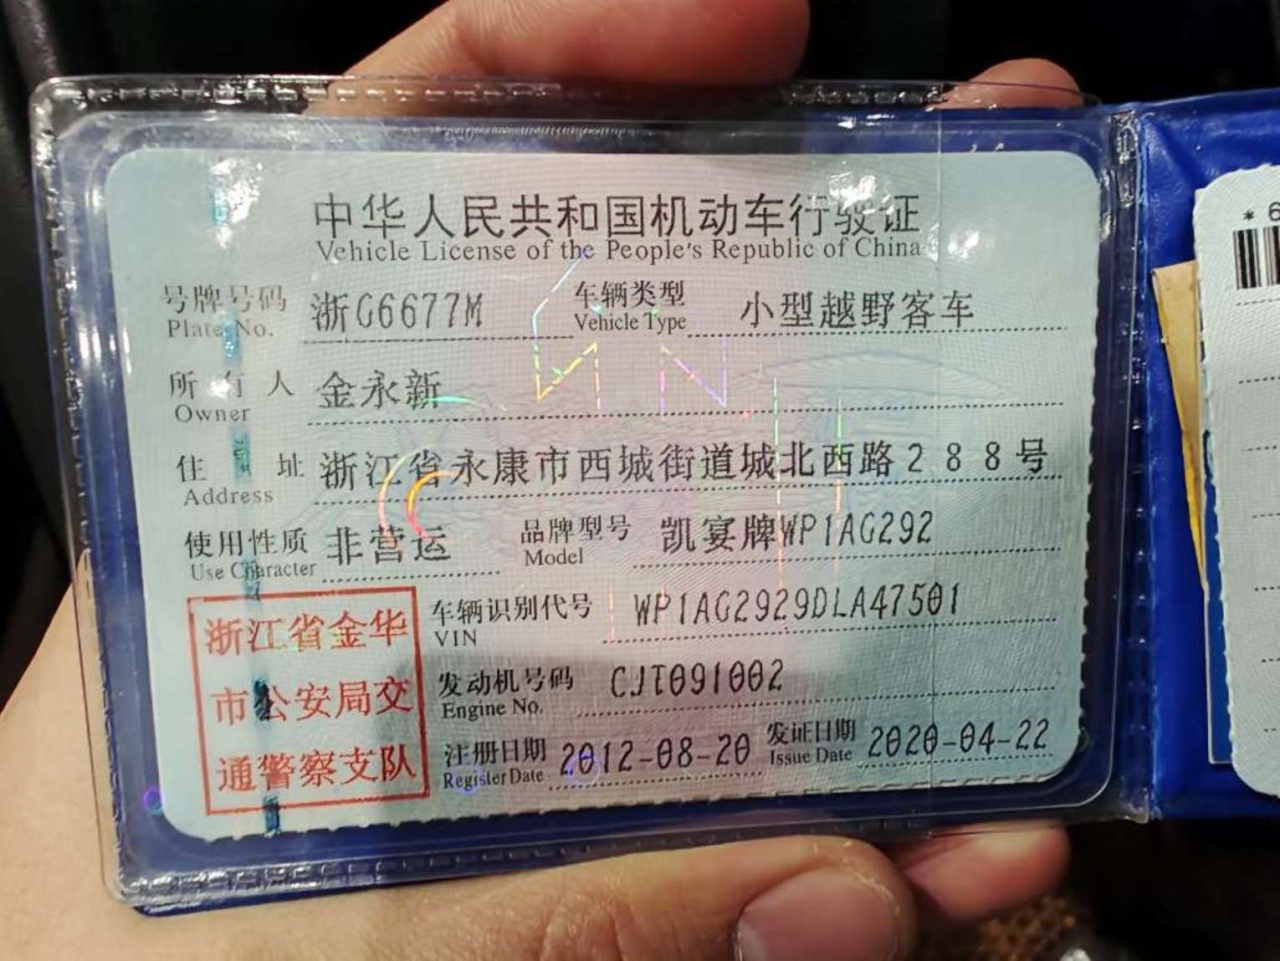 中华人民共和国机动车行驶证
Vehicle License of the People's Republic of China
号牌号码 浙G6677M 车辆类型 小型越野客车
Plate No. Vehicle Type
所有人 金永新
Owner
住址 浙江省永康市西城街道城北西路288号
Address
使用性质 非营运 品牌型号 凯宴牌WP1AG292
Use Character Model
浙江省金华
市公安局交
通警察支队
车辆识别代号 WP1AG2929DLA47501
VIN
发动机号码 CJT091002
Engine No.
注册日期 2012-08-20 发证日期 2020-04-22
Register Date Issue Date
* 6